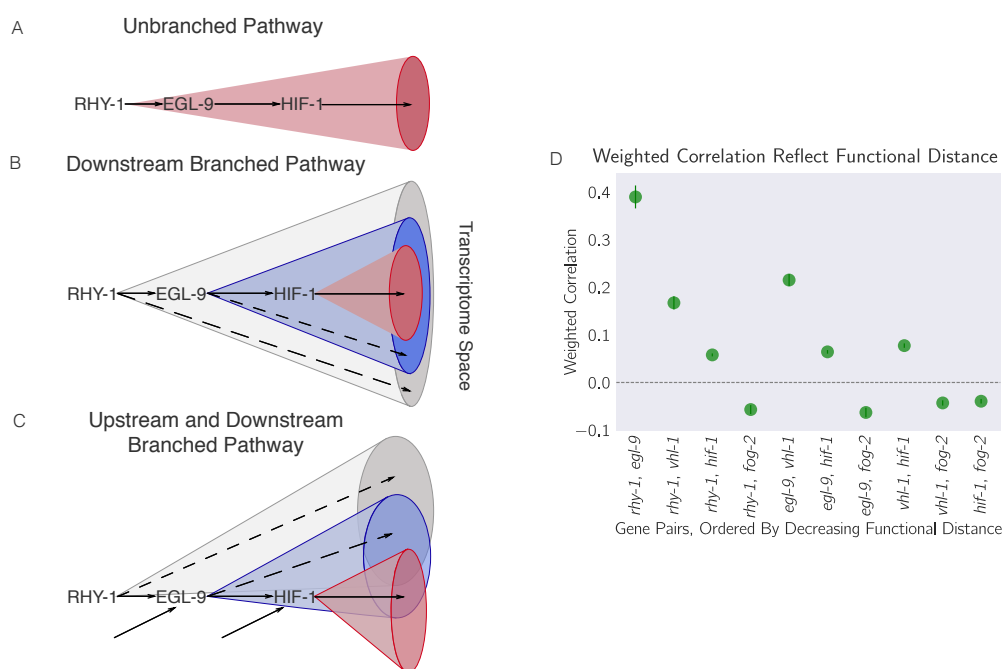 A
Unbranched Pathway
RHY-1 EGL-9 HIF-1
B
Downstream Branched Pathway
RHY-1 EGL-9 HIF-1
Transcriptome Space
C
Upstream and Downstream
Branched Pathway
RHY-1 EGL-9 HIF-1
D
Weighted Correlation Reflect Functional Distance
Weighted Correlation
0.4
0.3
0.2
0.1
0.0
−0.1
rhy-1, egl-9
rhy-1, vhl-1
rhy-1, hif-1
rhy-1, fog-2
egl-9, vhl-1
egl-9, hif-1
egl-9, fog-2
vhl-1, hif-1
vhl-1, fog-2
hif-1, fog-2
Gene Pairs, Ordered By Decreasing Functional Distance